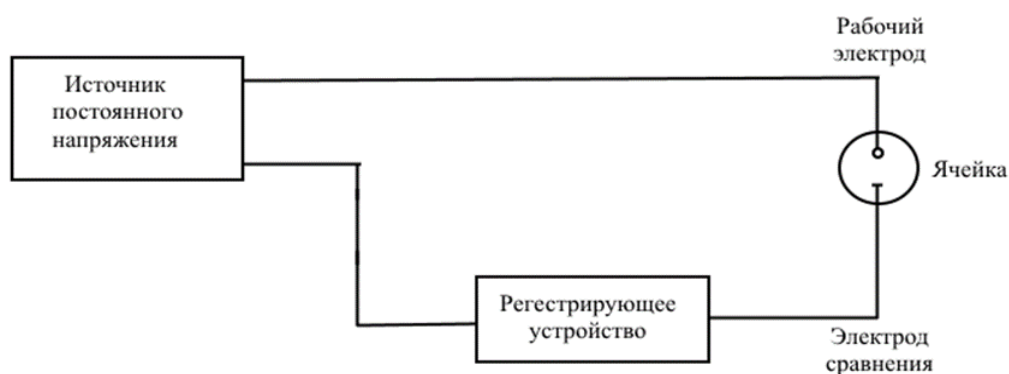 Рабочий
электрод
Источник
постоянного
напряжения
Ячейка
Регестрирующее
устройство
Электрод
сравнения